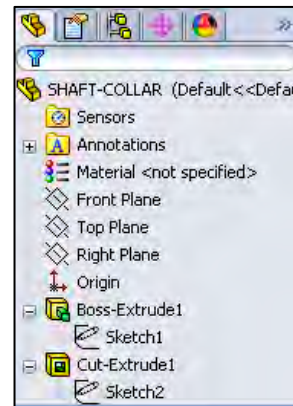 SHAFT-COLLAR (Default<<Defau
Sensors
Annotations
Material <not specified>
Front Plane
Top Plane
Right Plane
Origin
Boss-Extrude1
Sketch1
Cut-Extrude1
Sketch2